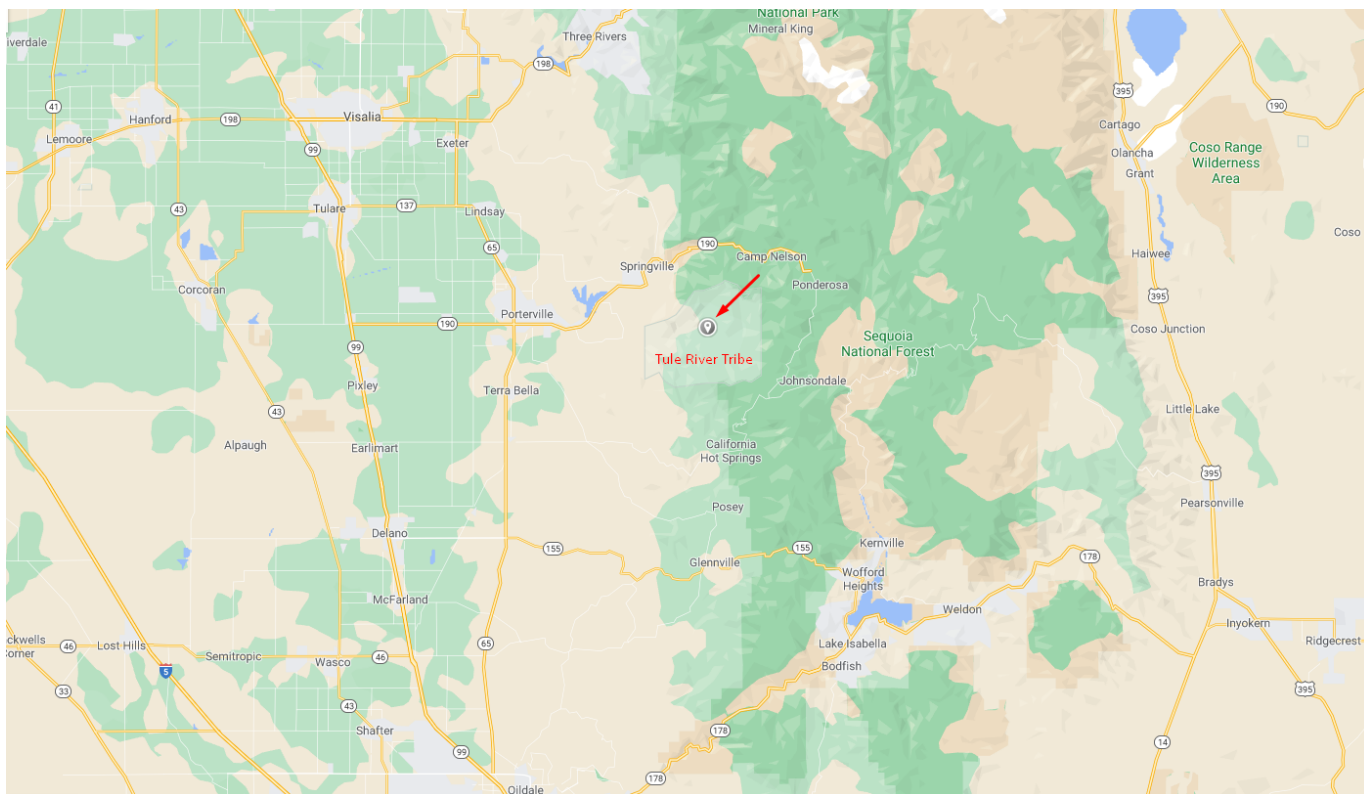 National Park
Mineral King
Three Rivers
198
395
41
Hanford
198
Visalia
Lemoore
99
Exeter
190
Cartago
Olancha
Grant
Coso Range
Wilderness
Area
43
Tulare
137
Lindsay
65
Coso
190
Springville
Camp Nelson
Haiwee
Ponderosa
Corcoran
395
Porterville
190
Coso Junction
Sequoia
National Forest
99
Tule River Tribe
Pixley
Terra Bella
Johnsondale
43
Little Lake
Alpaugh
Earlimart
California
Hot Springs
395
Pearsonville
Posey
Delano
155
155
Kernville
Glennville
178
Wofford
Heights
Bradys
McFarland
Weldon
Inyokern
46
Lost Hills
Semitropic
Wasco
46
65
Lake Isabella
Ridgecrest
5
Bodfish
33
43
395
Shafter
178
99
14
178
Oildale